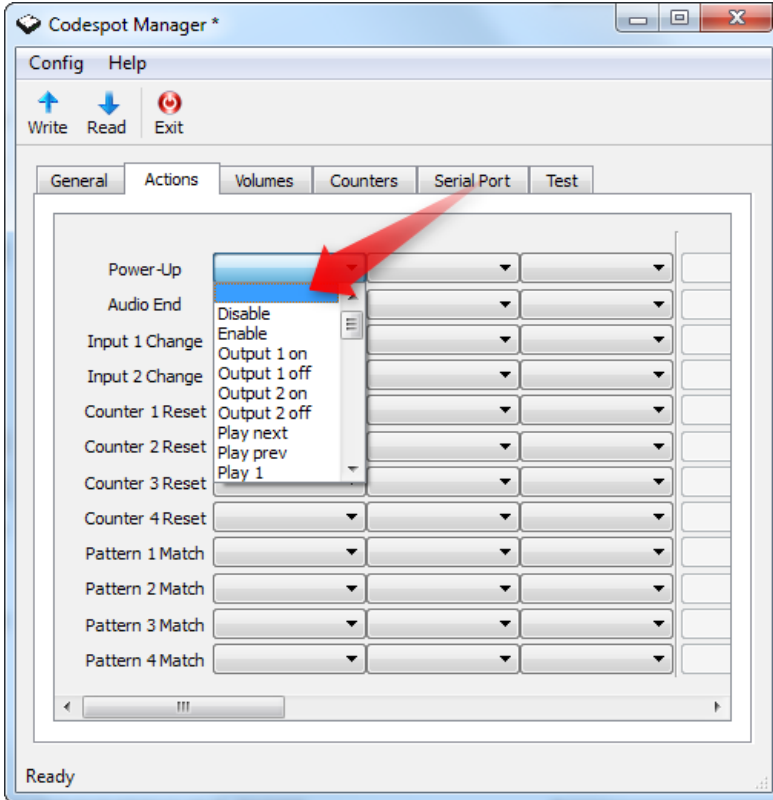 Codespot Manager *
Config Help
Write Read Exit
General Actions Volumes Counters Serial Port Test
Power-Up
Audio End
Disable
Enable
Input 1 Change
Output 1 on
Output 1 off
Input 2 Change
Output 2 on
Counter 1 Reset
Output 2 off
Play next
Counter 2 Reset
Play prev
Play 1
Counter 3 Reset
Counter 4 Reset
Pattern 1 Match
Pattern 2 Match
Pattern 3 Match
Pattern 4 Match
Ready